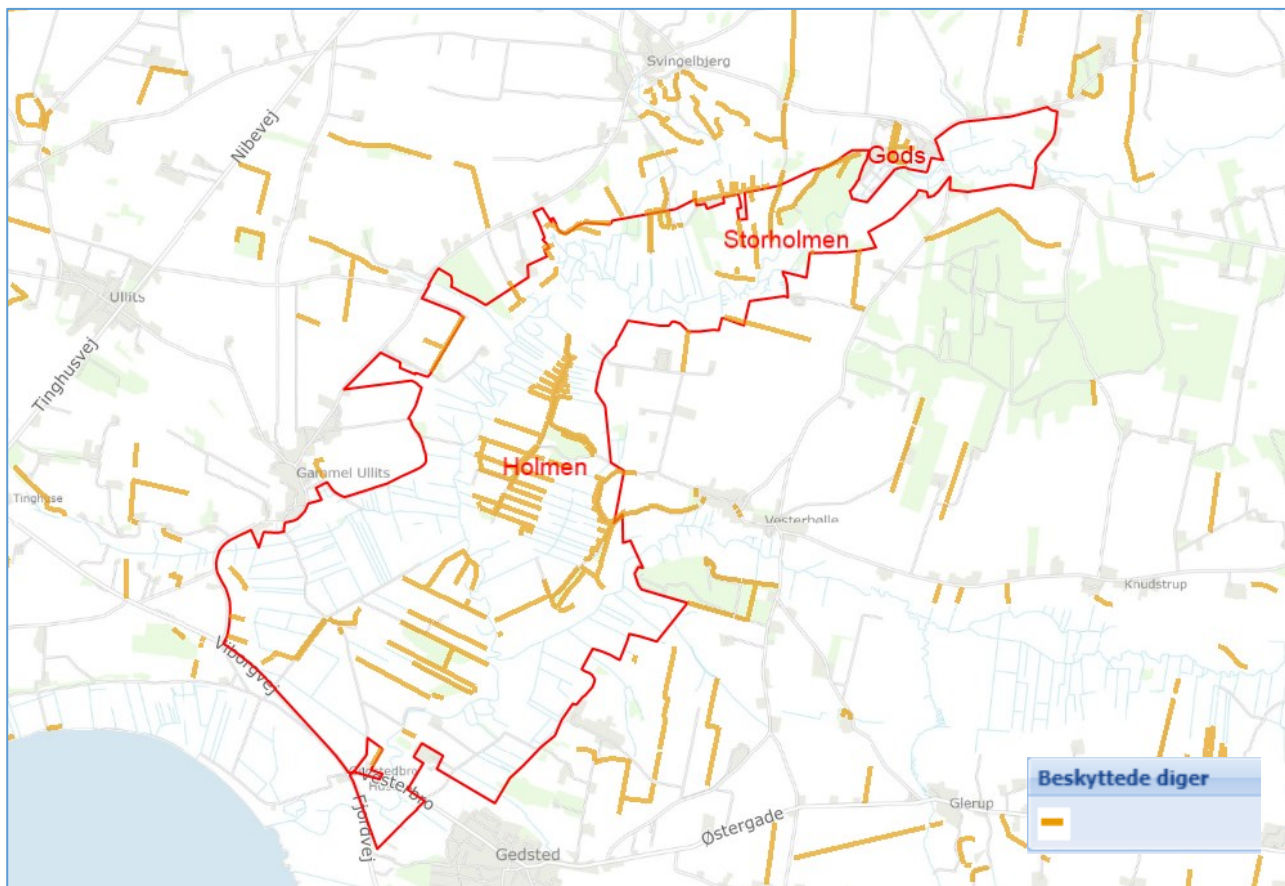 Svingelbjerg
Nibevej
Gods
Storholmen
Ullits
Tinghusvej
Gammel Ullits
Holmen
Tinghuse
Vesterbølle
Knudstrup
Viborgvej
Vesterbro
Fjordvej
Beskyttede diger
Glerup
Østergade
Gedsted